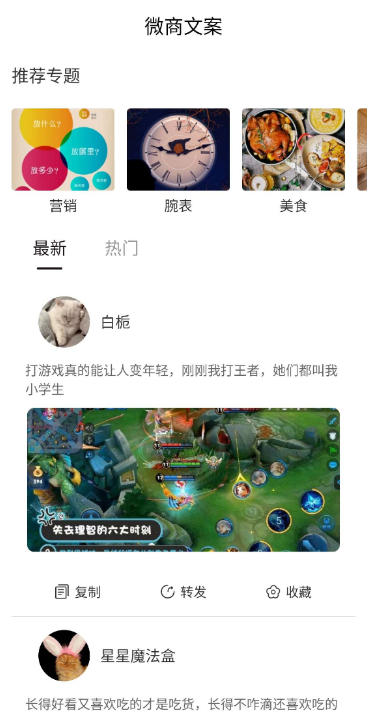 微商文案
推荐专题
放什么?
放哪里?
放多少?
营销
腕表
美食
最新
热门
白栀
打游戏真的能让人变年轻，刚刚我打王者，她们都叫我
小学生
失去理智的六大时刻
复制
转发
收藏
星星魔法盒
长得好看又喜欢吃的才是吃货，长得不咋滴还喜欢吃的